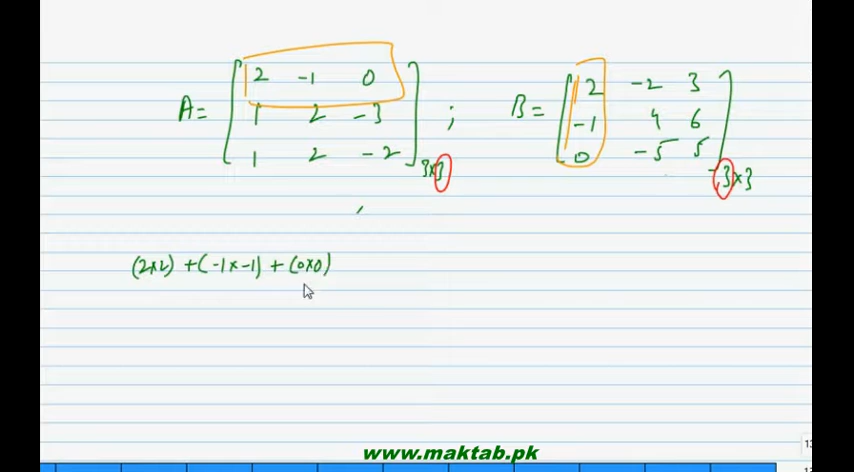 2 -1 0 2 -2 3
A= 1 2 -3 ; B= -1 4 6
1 2 -2 0 -5 5
3×3 3×3
(2×2) + (-1×-1) + (0×0)
www.maktab.pk